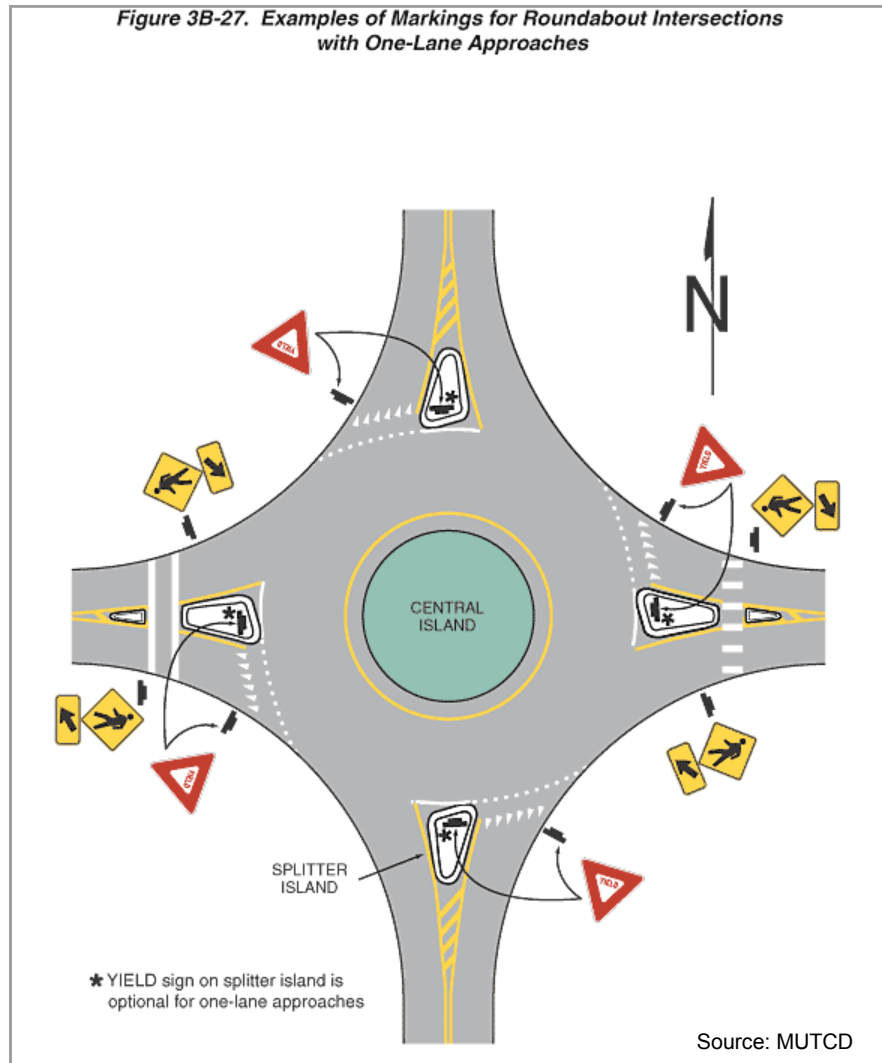 Figure 3B-27. Examples of Markings for Roundabout Intersections
with One-Lane Approaches
N
YIELD
YIELD
CENTRAL
ISLAND
YIELD
SPLITTER
ISLAND
YIELD
* YIELD sign on splitter island is
optional for one-lane approaches
Source: MUTCD